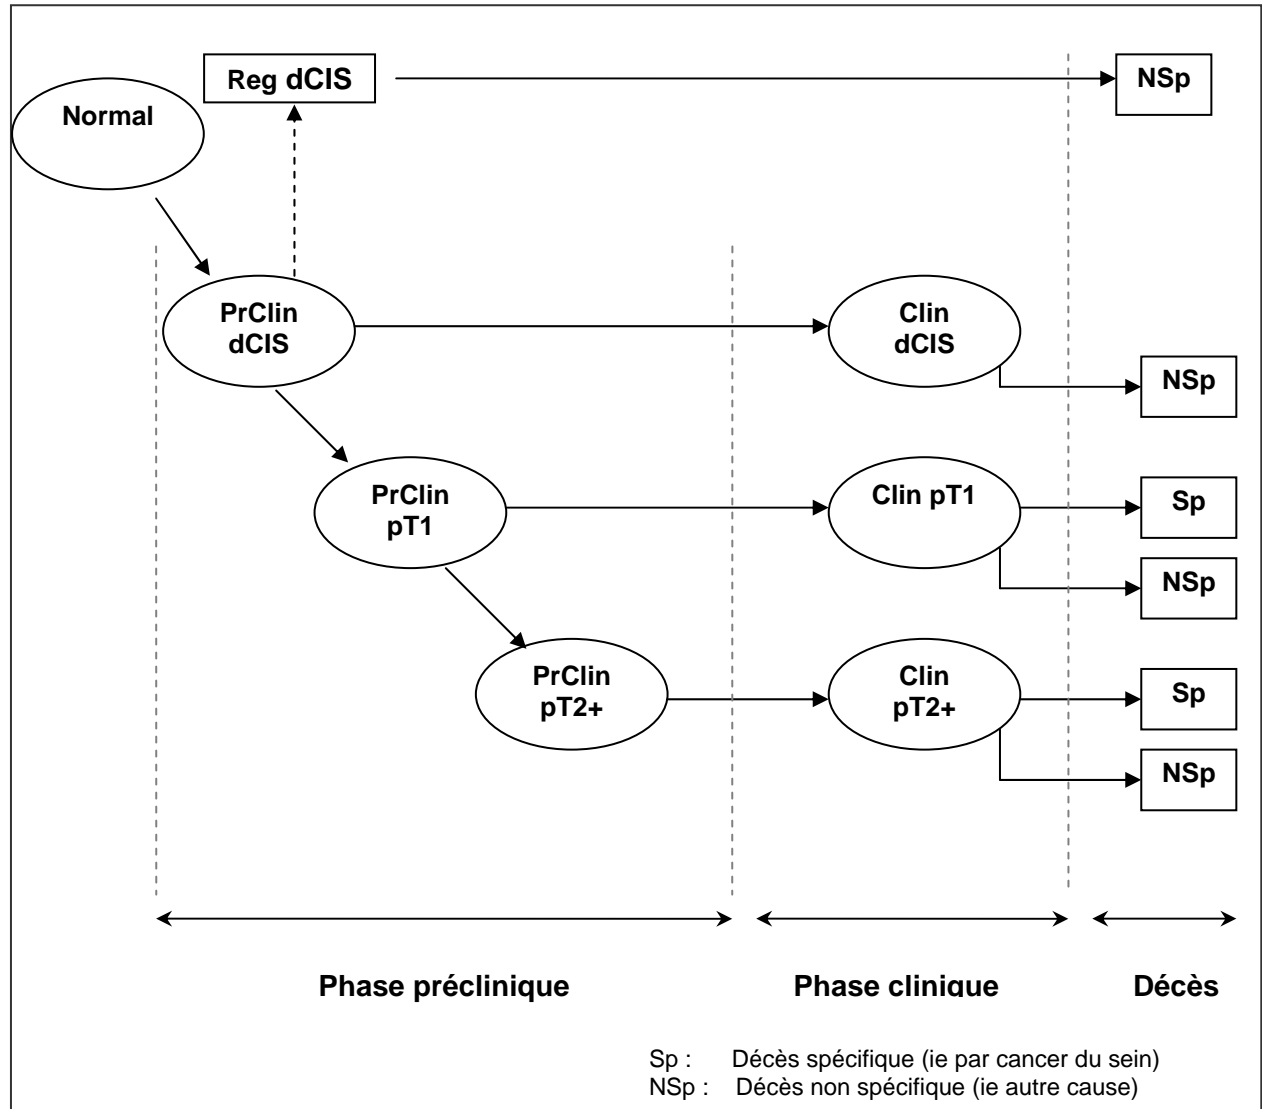 Reg dCIS
NSp
Normal
PrClin
dCIS
Clin
dCIS
NSp
PrClin
pT1
Clin pT1
Sp
NSp
PrClin
pT2+
Clin
pT2+
Sp
NSp
Phase préclinique
Phase clinique
Décès
Sp : Décès spécifique (ie par cancer du sein)
NSp : Décès non spécifique (ie autre cause)